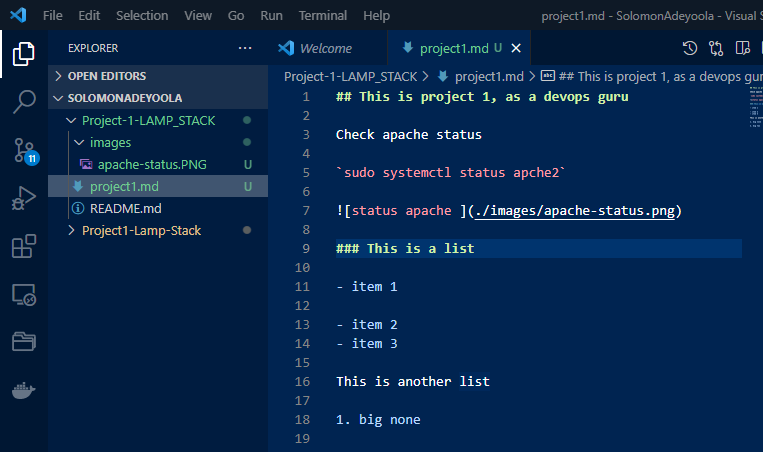 File Edit Selection View Go Run Terminal Help project1.md - SolomonAdeyoola - Visual S
EXPLORER ...
OPEN EDITORS
SOLOMONADEYOOLA
Project-1-LAMP_STACK
images
apache-status.PNG U
project1.md U
README.md
Project1-Lamp-Stack
11
Welcome project1.md U
Project-1-LAMP_STACK > project1.md > ## This is project 1, as a devops gur
1 ## This is project 1, as a devops guru
2
3 Check apache status
4
5 `sudo systemctl status apche2`
6
7 ![status apache ](./images/apache-status.png)
8
9 ### This is a list
10
11 - item 1
12
13 - item 2
14 - item 3
15
16 This is another list
17
18 1. big none
19